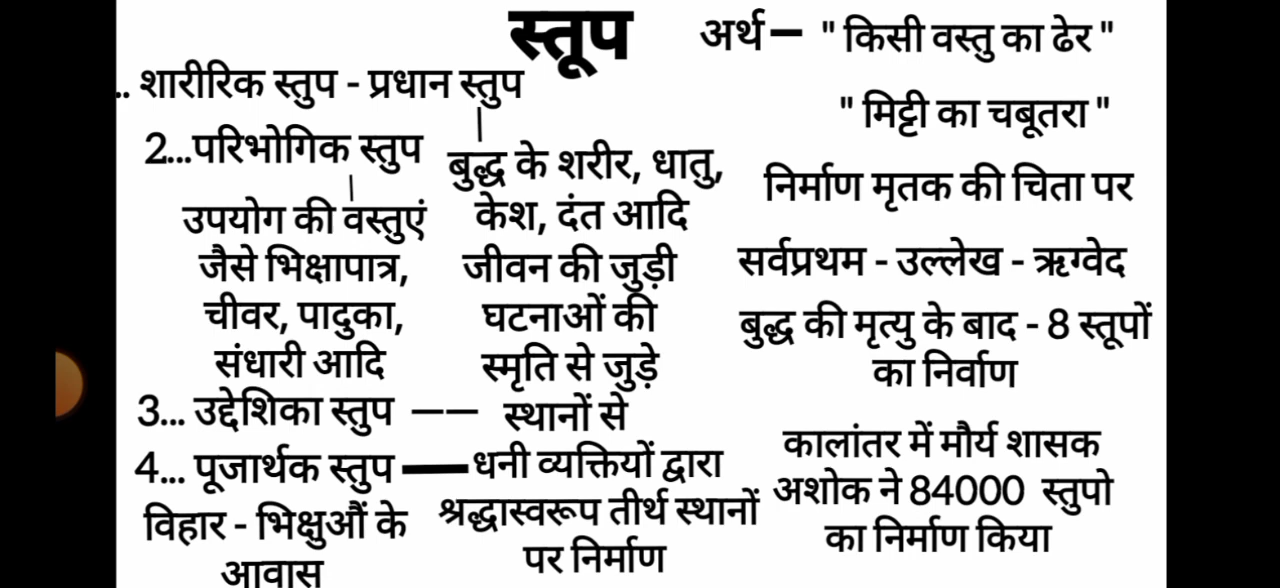 स्तूप
अर्थ — " किसी वस्तु का ढेर "
" मिट्टी का चबूतरा "
निर्माण मृतक की चिता पर
सर्वप्रथम - उल्लेख - ऋग्वेद
बुद्ध की मृत्यु के बाद - 8 स्तूपों
का निर्वाण
कालांतर में मौर्य शासक
अशोक ने 84000 स्तुपो
का निर्माण किया
.. शारीरिक स्तुप - प्रधान स्तुप
बुद्ध के शरीर, धातु,
केश, दंत आदि
2...परिभोगिक स्तुप
उपयोग की वस्तुएं
जैसे भिक्षापात्र,
चीवर, पादुका,
संधारी आदि
3... उद्देशिका स्तुप — —
जीवन की जुड़ी
घटनाओं की
स्मृति से जुड़े
स्थानों से
4... पूजार्थक स्तुप — धनी व्यक्तियों द्वारा
श्रद्धास्वरूप तीर्थ स्थानों
पर निर्माण
विहार - भिक्षुऔं के
आवास